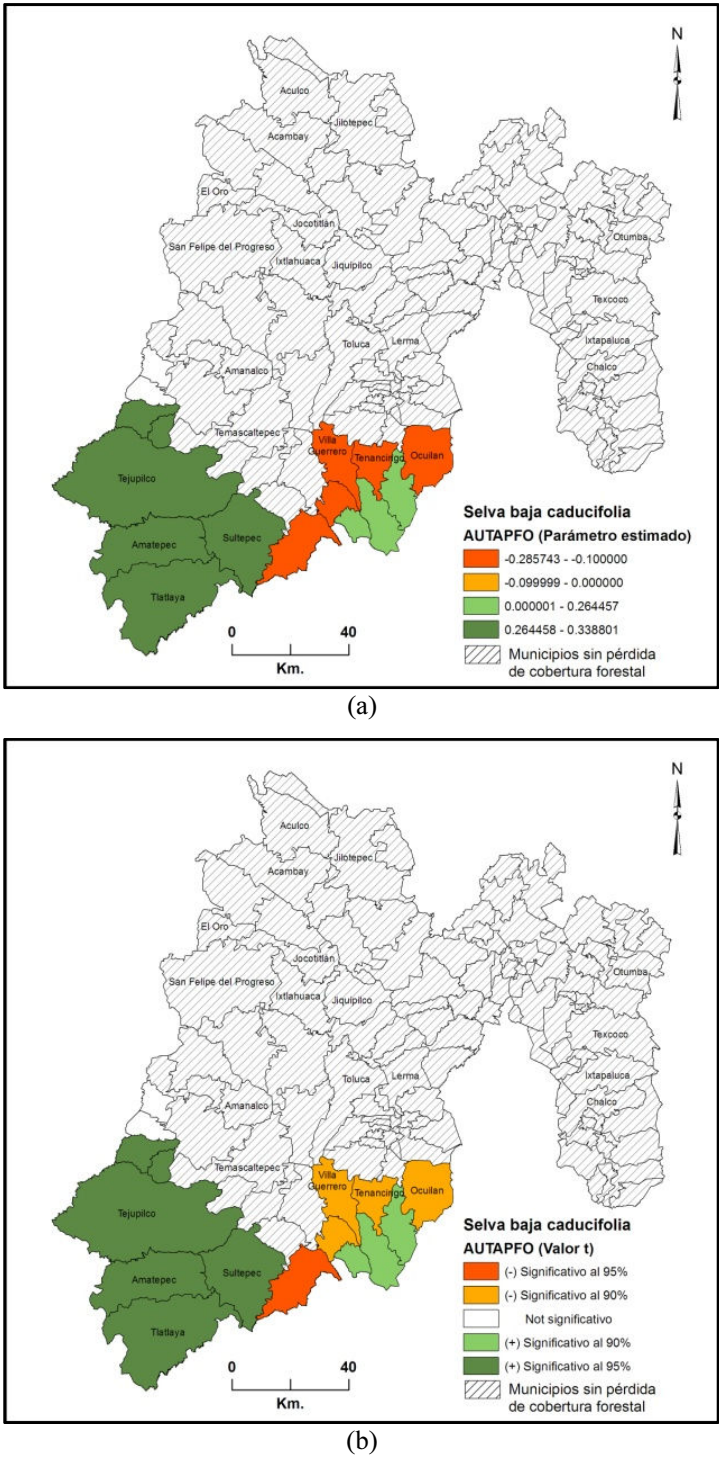 N
Aculco
Jilotepec
Acambay
El Oro
Jocotitlán
San Felipe del Progreso
Ixtlahuaca
Jiquipilco
Otumba
Texcoco
Toluca
Lerma
Ixtapaluca
Chalco
Amanalco
Temascaltepec
Villa
Guerrero
Tenancingo
Ocuilan
Tejupilco
Sultepec
Amatepec
Tlatlaya
0 40
Km.
Selva baja caducifolia
AUTAPFO (Parámetro estimado)
-0.285743 - -0.100000
-0.099999 - 0.000000
0.000001 - 0.264457
0.264458 - 0.338801
Municipios sin pérdida
de cobertura forestal
(a)
N
Aculco
Jilotepec
Acambay
El Oro
Jocotitlán
San Felipe del Progreso
Ixtlahuaca
Jiquipilco
Otumba
Texcoco
Toluca
Lerma
Ixtapaluca
Chalco
Amanalco
Temascaltepec
Villa
Guerrero
Tenancingo
Ocuilan
Tejupilco
Sultepec
Amatepec
Tlatlaya
0 40
Km.
Selva baja caducifolia
AUTAPFO (Valor t)
(-) Significativo al 95%
(-) Significativo al 90%
Not significativo
(+) Significativo al 90%
(+) Significativo al 95%
Municipios sin pérdida
de cobertura forestal
(b)